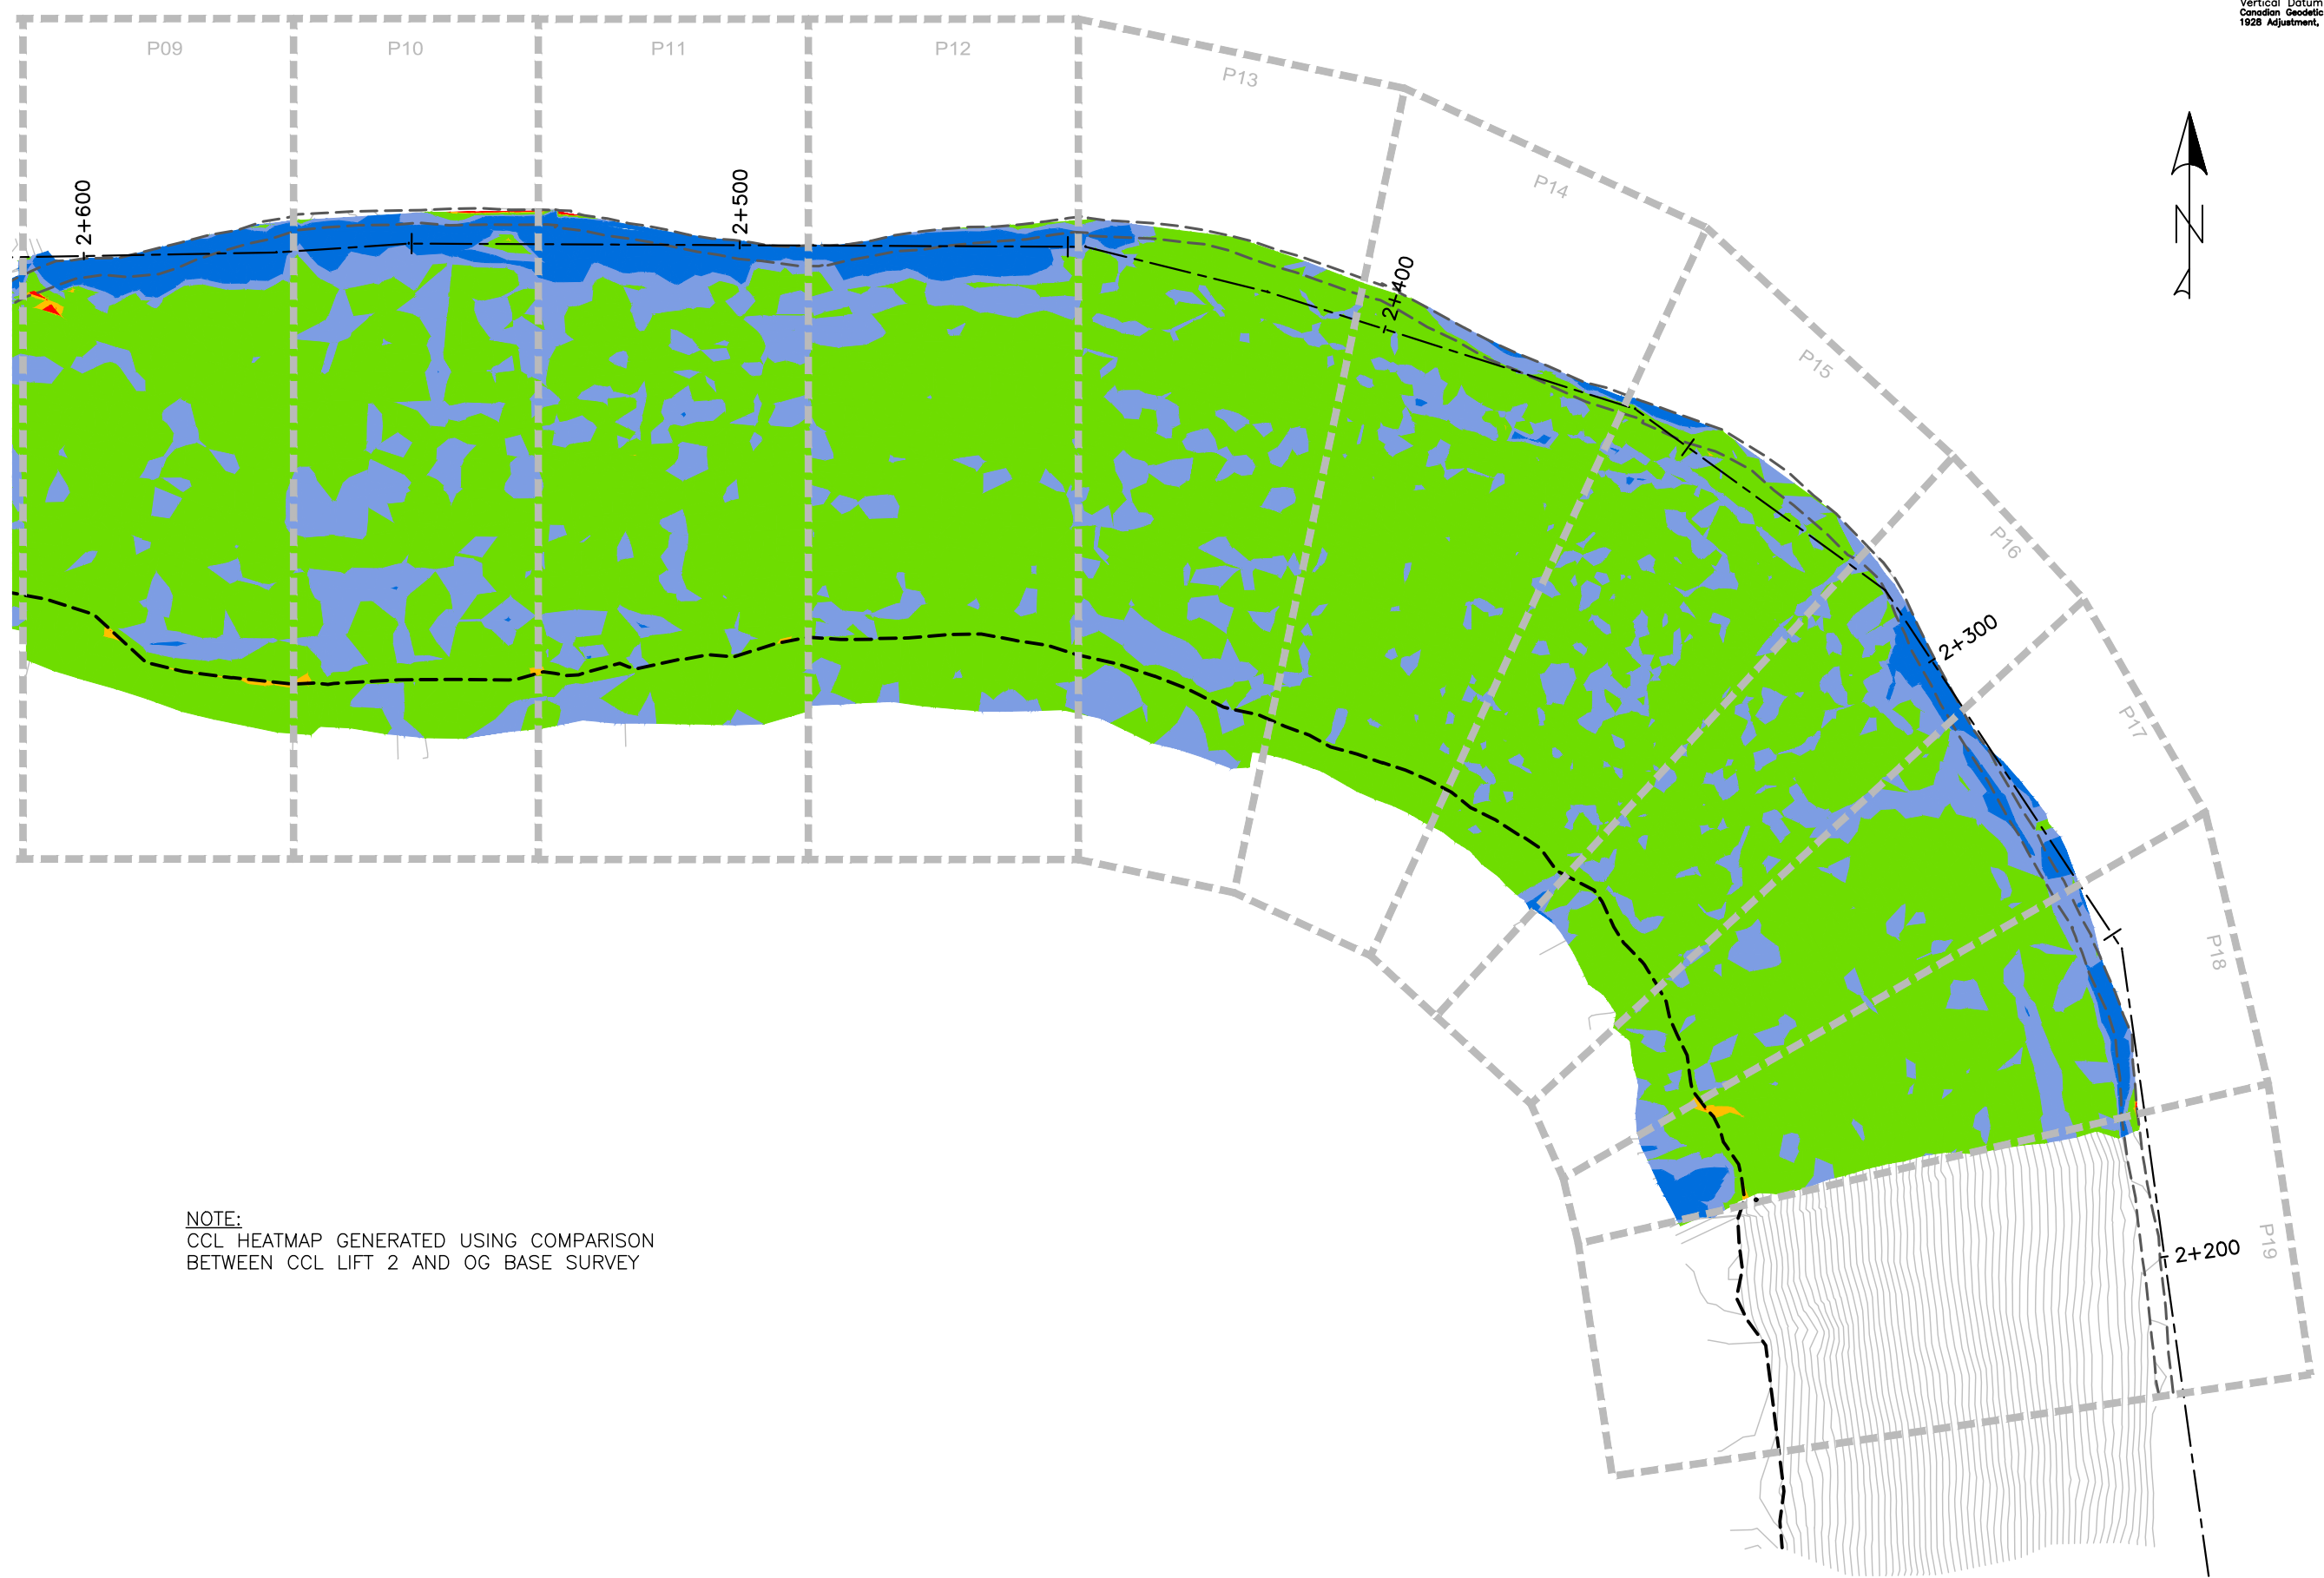 Vertical Datum
Canadian Geodetic
1928 Adjustment,
P09
P10
P11
P12
P13
P14
P15
P16
P17
P18
P19
2+600
2+500
2+400
2+300
2+200
N
NOTE:
CCL HEATMAP GENERATED USING COMPARISON
BETWEEN CCL LIFT 2 AND OG BASE SURVEY